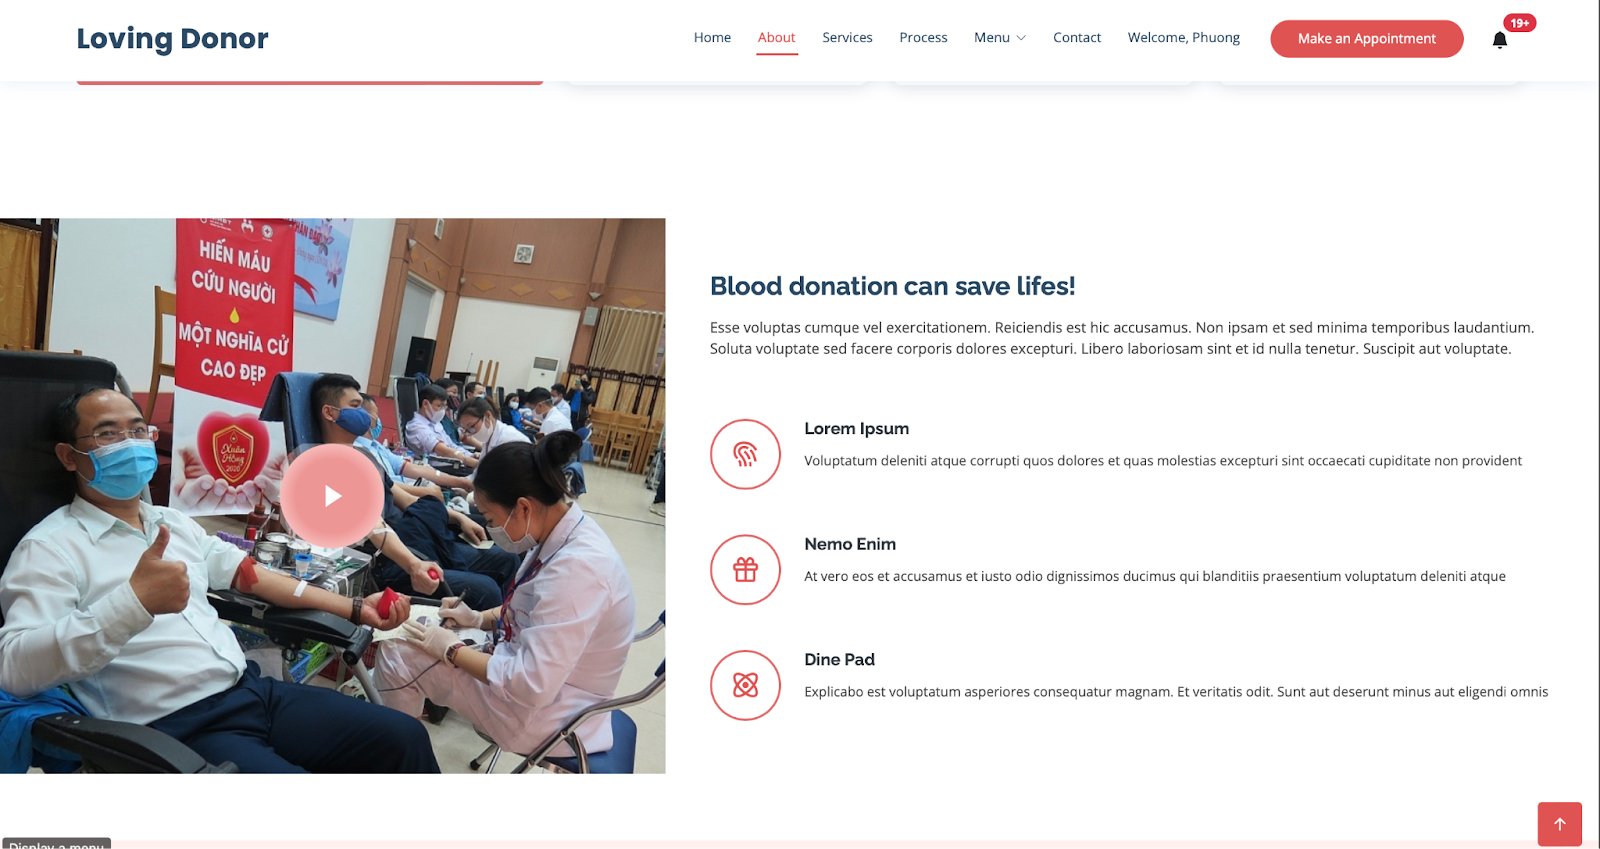 Loving Donor
Home
About
Services
Process
Menu
Contact
Welcome, Phuong
Make an Appointment
19+
HIẾN MÁU
CỨU NGƯỜI
MỘT NGHĨA CỬ
CAO ĐẸP
Xuân
Hồng
2020
Blood donation can save lifes!
Esse voluptas cumque vel exercitationem. Reiciendis est hic accusamus. Non ipsam et sed minima temporibus laudantium.
Soluta voluptate sed facere corporis dolores excepturi. Libero laboriosam sint et id nulla tenetur. Suscipit aut voluptate.
Lorem Ipsum
Voluptatum deleniti atque corrupti quos dolores et quas molestias excepturi sint occaecati cupiditate non provident
Nemo Enim
At vero eos et accusamus et iusto odio dignissimos ducimus qui blanditiis praesentium voluptatum deleniti atque
Dine Pad
Explicabo est voluptatum asperiores consequatur magnam. Et veritatis odit. Sunt aut deserunt minus aut eligendi omnis
Display a menu